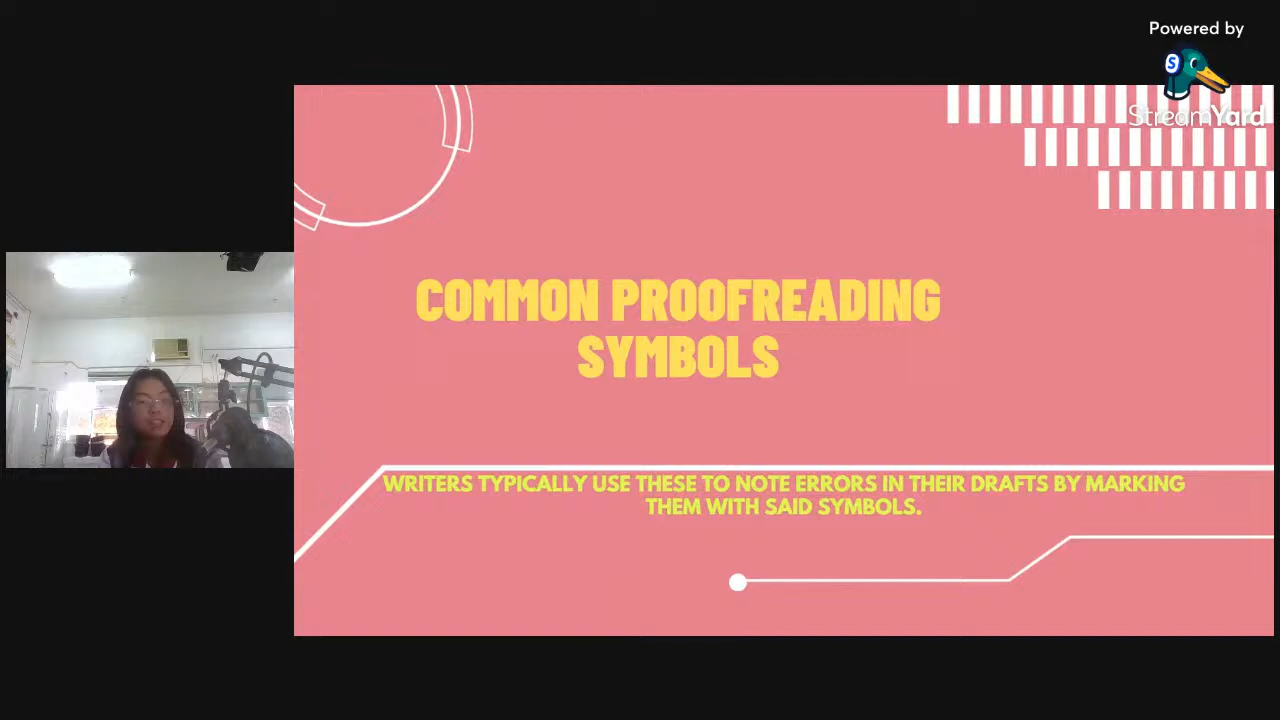 Powered by
S
StreamYard
COMMON PROOFREADING
SYMBOLS
WRITERS TYPICALLY USE THESE TO NOTE ERRORS IN THEIR DRAFTS BY MARKING
THEM WITH SAID SYMBOLS.